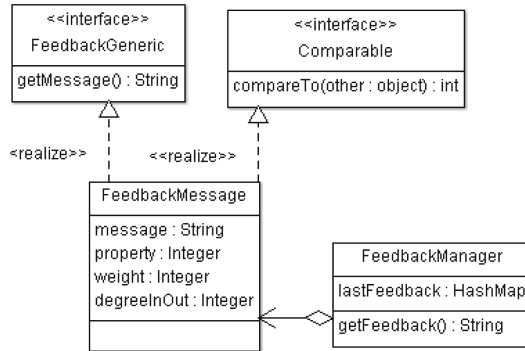 <<interface>>
FeedbackGeneric
getMessage() : String
<<interface>>
Comparable
compareTo(other : object) : int
<realize>>
<<realize>>
FeedbackMessage
message : String
property : Integer
weight : Integer
degreeInOut : Integer
FeedbackManager
lastFeedback : HashMap
getFeedback() : String